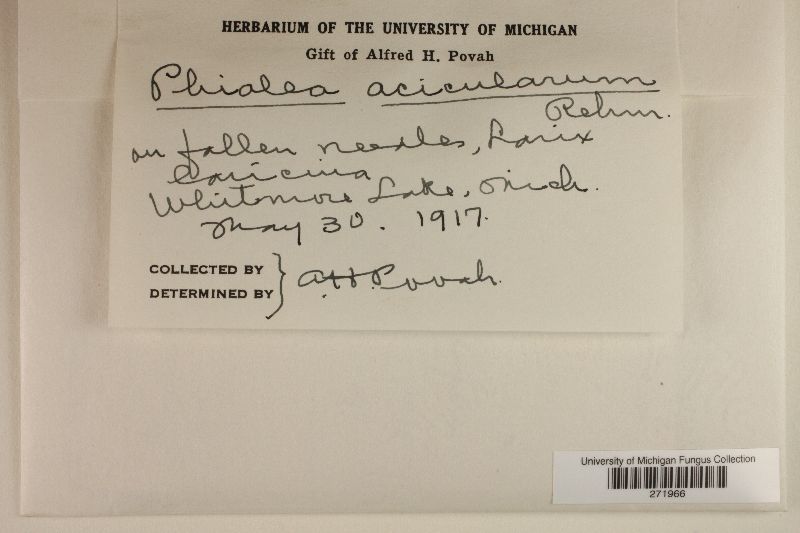 HERBARIUM OF THE UNIVERSITY OF MICHIGAN
Gift of Alfred H. Povah
Phialea acicularum
Rehm.
on fallen needles, Larix
laricina
Whitmore Lake, Mich.
May 30. 1917.
COLLECTED BY
DETERMINED BY
A.H. Povah.
University of Michigan Fungus Collection
271966